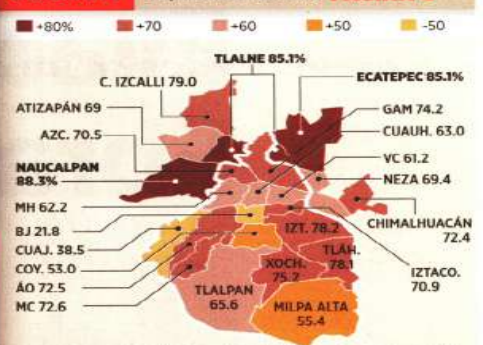 +80%
+70
+60
+50
-50
TLALNE 85.1%
C. IZCALLI 79.0
ECATEPEC 85.1%
ATIZAPÁN 69
GAM 74.2
AZC. 70.5
CUAUH. 63.0
VC 61.2
NAUCALPAN
88.3%
NEZA 69.4
MH 62.2
CHIMALHUACÁN
72.4
BJ 21.8
IZT. 78.2
CUAJ. 38.5
TLÁH.
78.1
COY. 53.0
XOCH.
75.2
IZTACO.
70.9
ÁO 72.5
TLALPAN
65.6
MC 72.6
MILPA ALTA
55.4